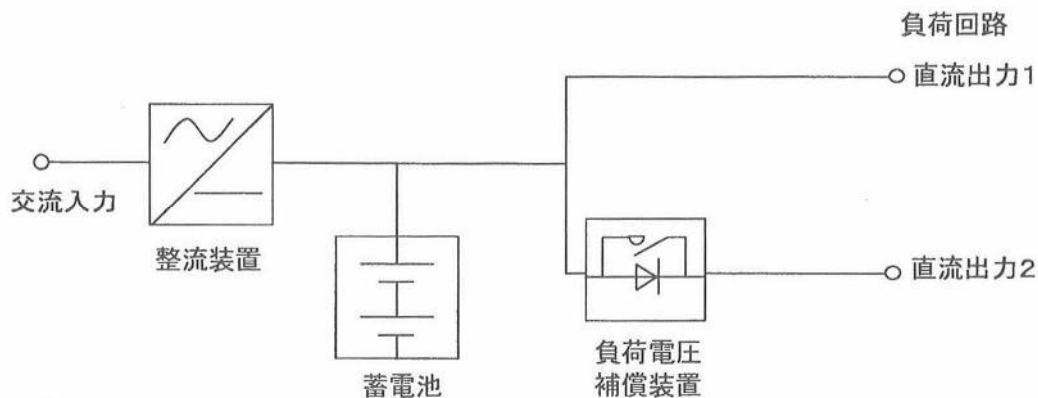 負荷回路
直流出力1
交流入力
整流装置
蓄電池
負荷電圧
補償装置
直流出力2